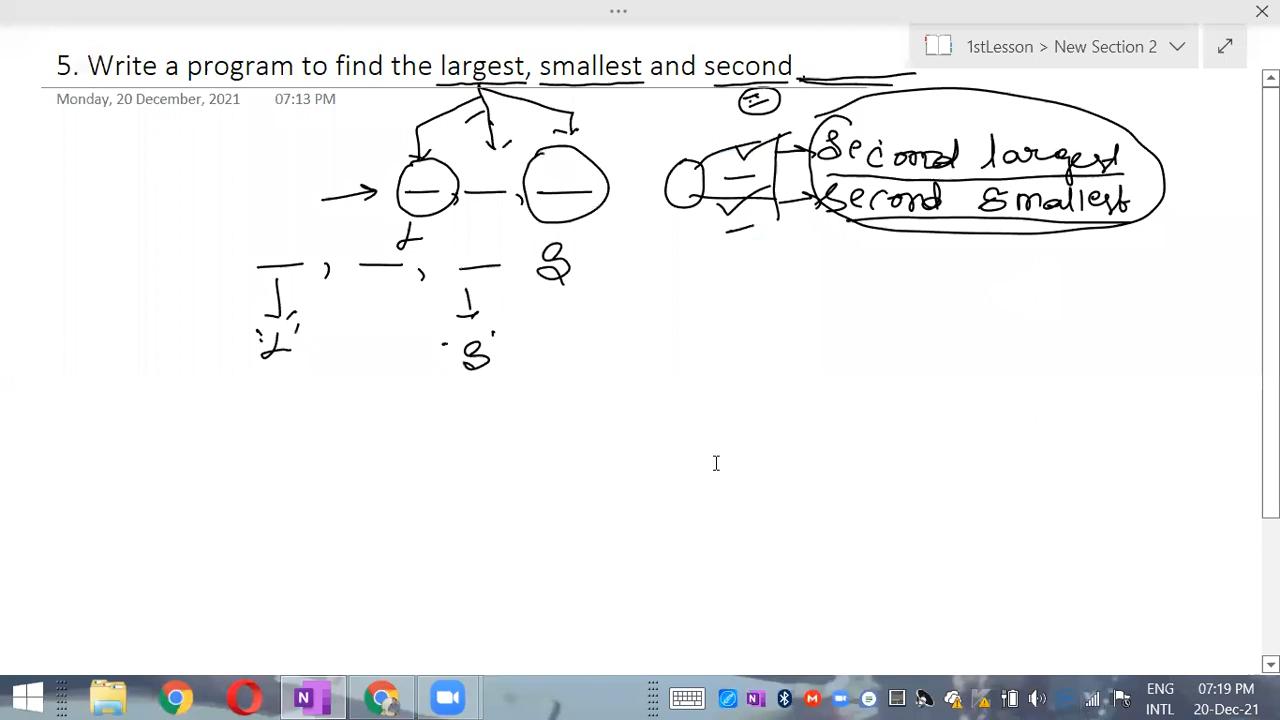 1stLesson > New Section 2
5. Write a program to find the largest, smallest and second
Monday, 20 December, 2021 07:13 PM
Second largest
Second Smallest
L
S
'L'
'S'
ENG
INTL
07:19 PM
20-Dec-21